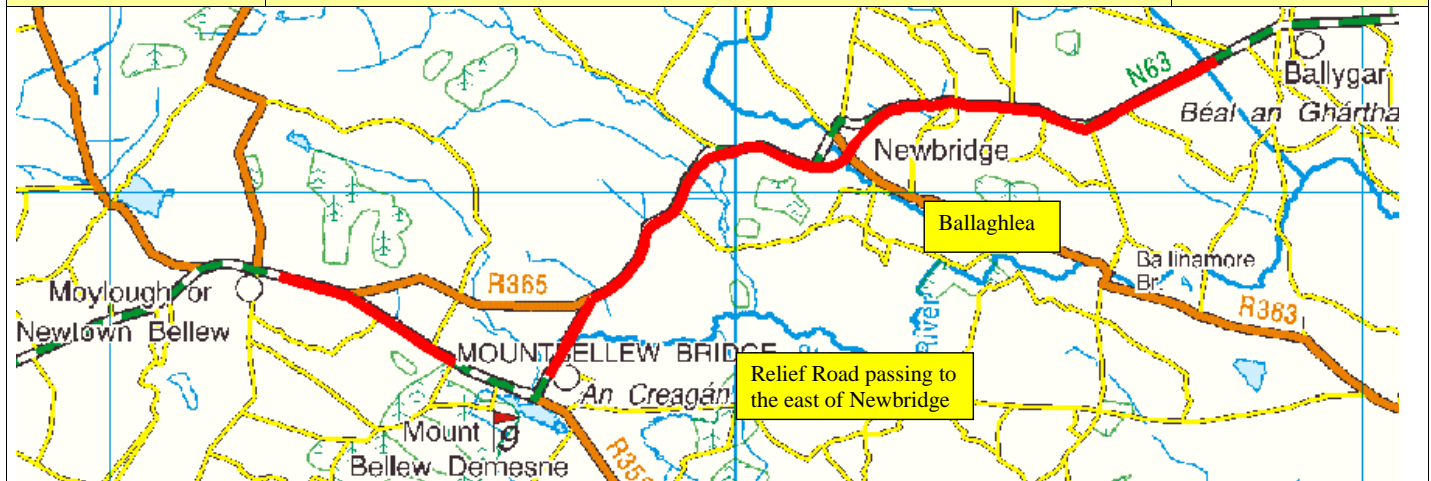 N63
Ballygar
Béal an Ghártha
Newbridge
Ballaghlea
Ballinamore
Br.
R363
Moylough or
Newtown Bellew
R365
MOUNTBELLEW BRIDGE
An Creagán
Relief Road passing to
the east of Newbridge
Mount
Bellew Demesne